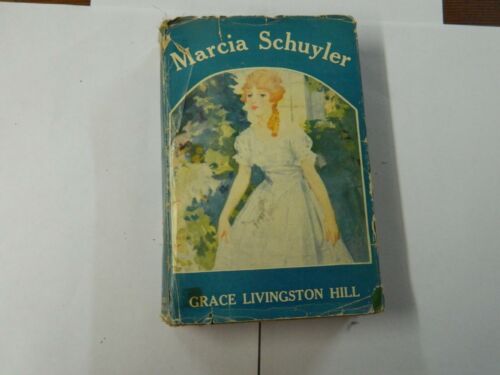 Marcia Schuyler
GRACE LIVINGSTON HILL